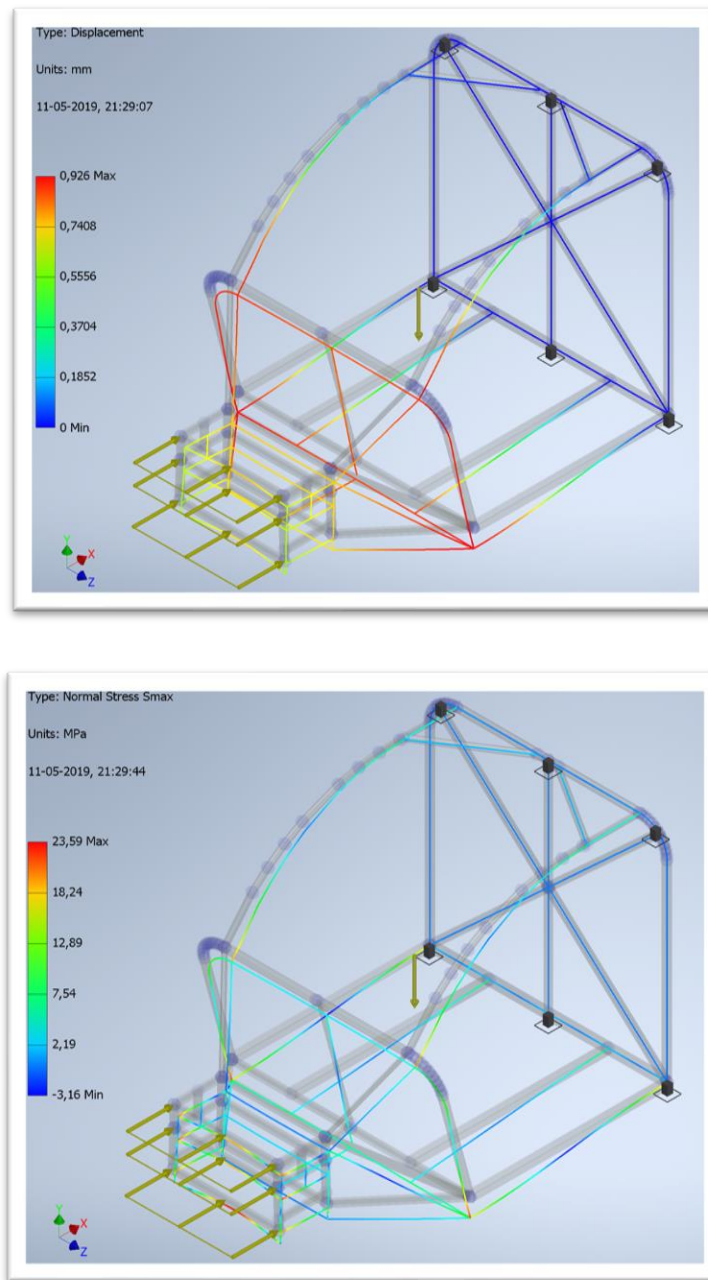 Type: Displacement
Units: mm
11-05-2019, 21:29:07
0,926 Max
0,7408
0,5556
0,3704
0,1852
0 Min
Y
X
Z
Type: Normal Stress Smax
Units: MPa
11-05-2019, 21:29:44
23,59 Max
18,24
12,89
7,54
2,19
-3,16 Min
Y
X
Z